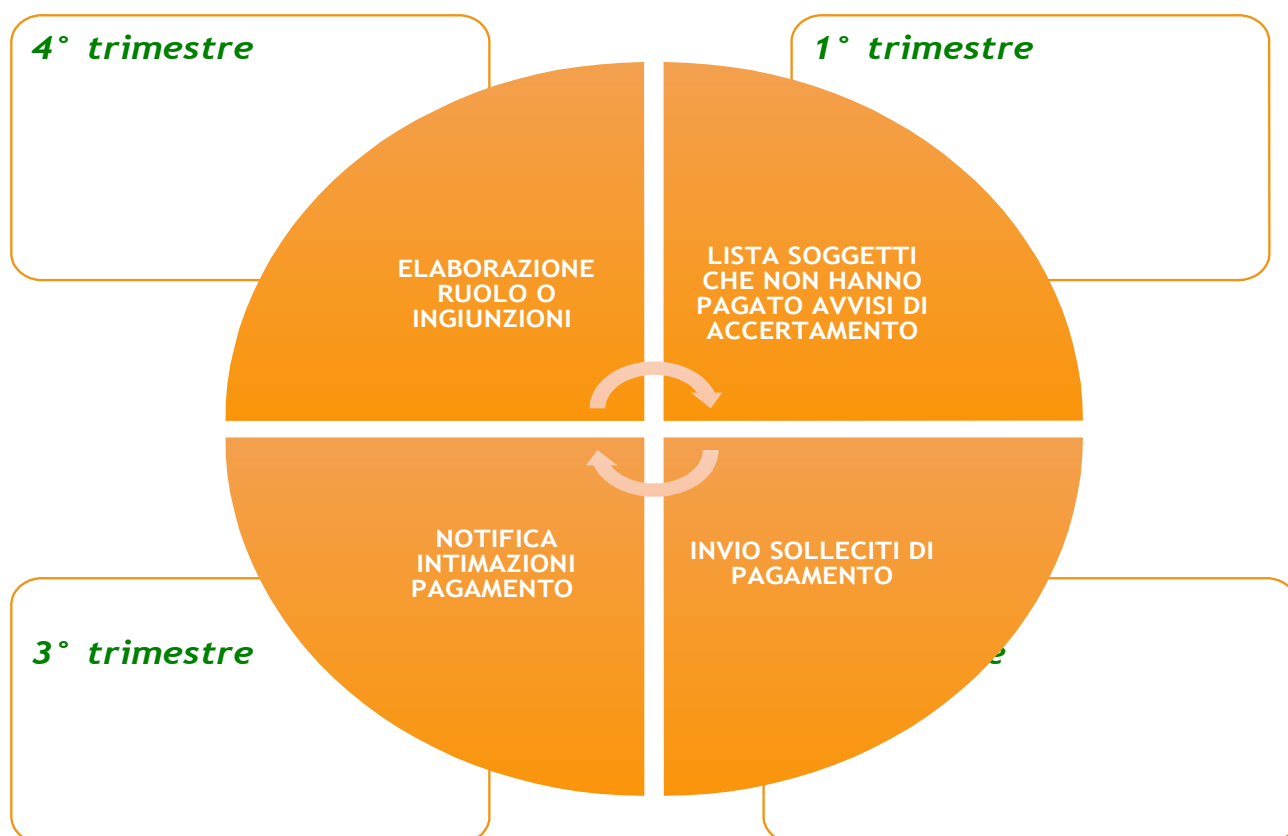 4° trimestre
1° trimestre
ELABORAZIONE
RUOLO O
INGIUNZIONI
LISTA SOGGETTI
CHE NON HANNO
PAGATO AVVISI DI
ACCERTAMENTO
NOTIFICA
INTIMAZIONI
PAGAMENTO
INVIO SOLLECITI DI
PAGAMENTO
3° trimestre